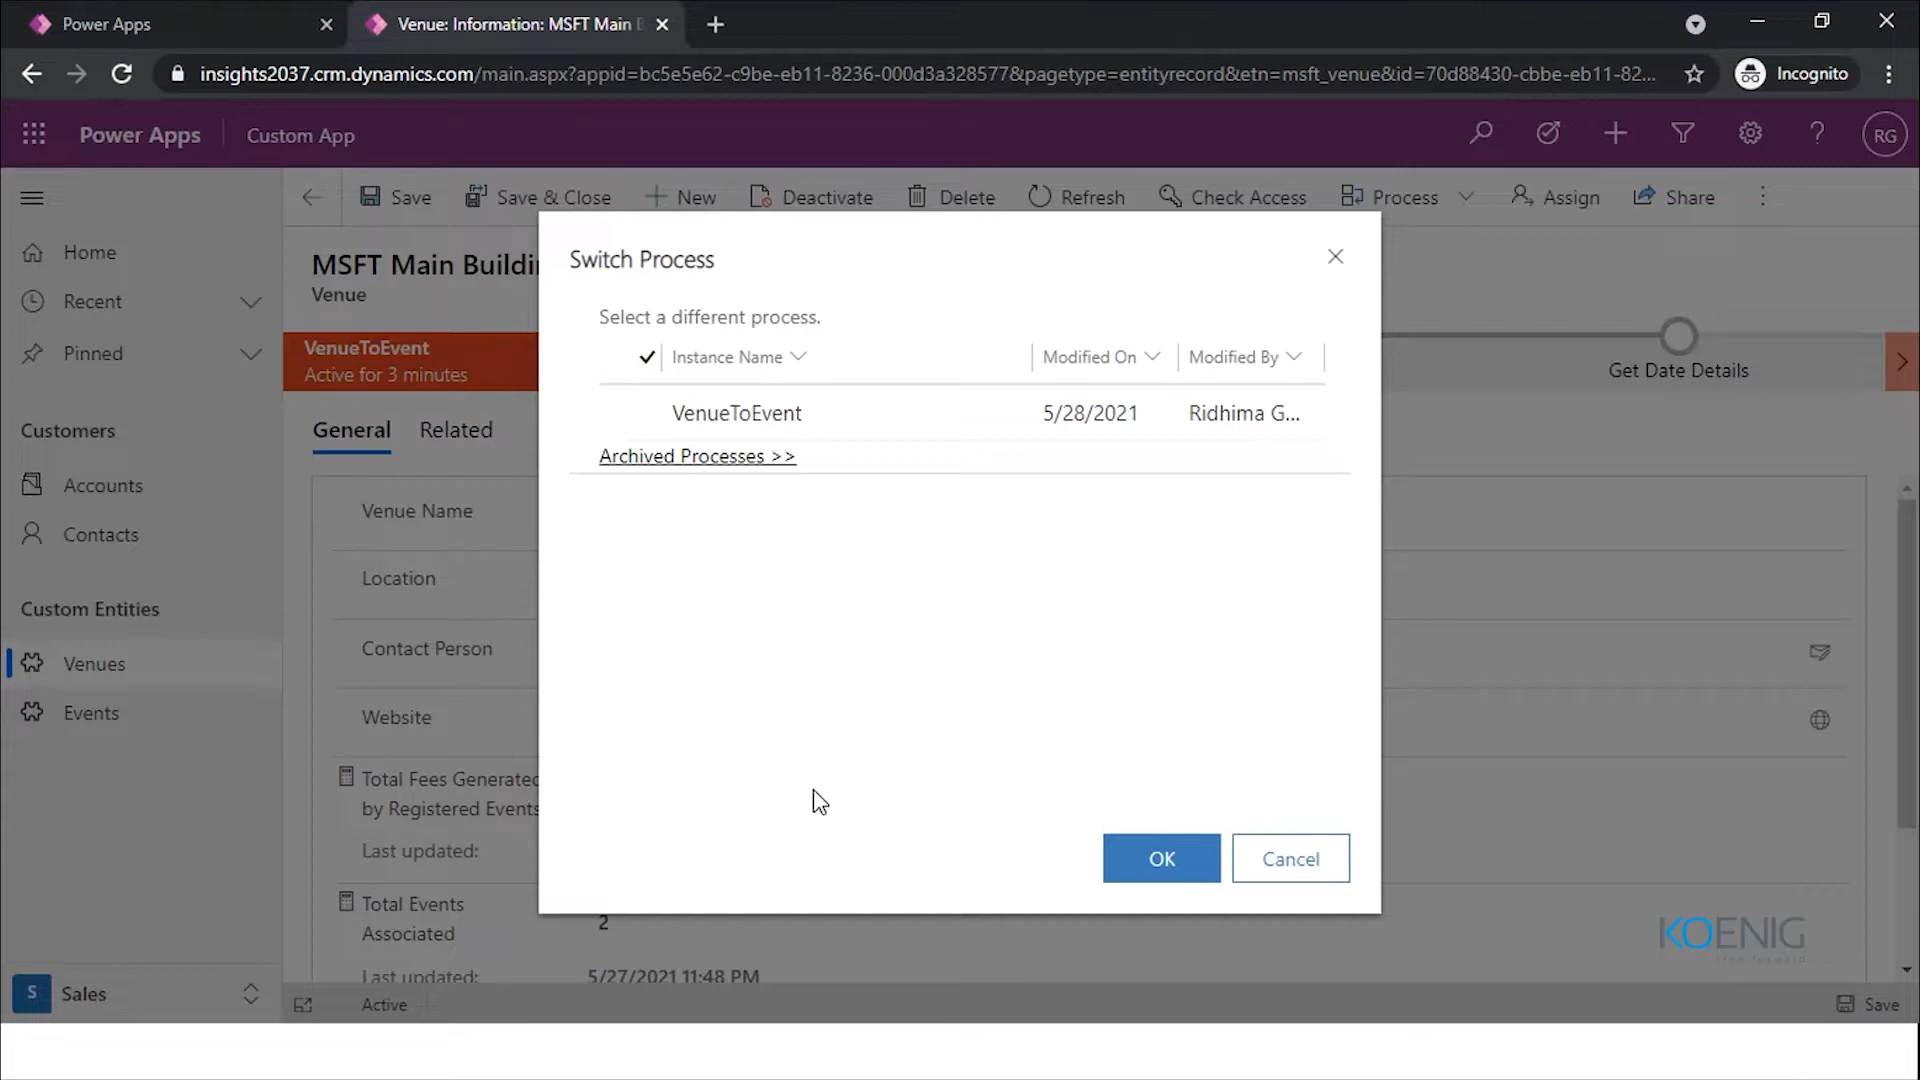 Power Apps
Venue: Information: MSFT Main B
insights2037.crm.dynamics.com/main.aspx?appid=bc5e5e62-c9be-eb11-8236-000d3a328577&pagetype=entityrecord&etn=msft_venue&id=70d88430-cbbe-eb11-82...
Incognito
Power Apps
Custom App
RG
Save
Save & Close
New
Deactivate
Delete
Refresh
Check Access
Process
Assign
Share
Home
Recent
Pinned
Customers
Accounts
Contacts
Custom Entities
Venues
Events
S Sales
MSFT Main Buildin
Venue
VenueToEvent
Active for 3 minutes
Get Date Details
General
Related
Venue Name
Location
Contact Person
Website
Total Fees Generated
by Registered Events
Last updated:
Total Events
Associated
2
Last updated:
5/27/2021 11:48 PM
Active
Save
Switch Process
Select a different process.
Instance Name
Modified On
Modified By
VenueToEvent
5/28/2021
Ridhima G...
Archived Processes >>
OK
Cancel
KOENIG